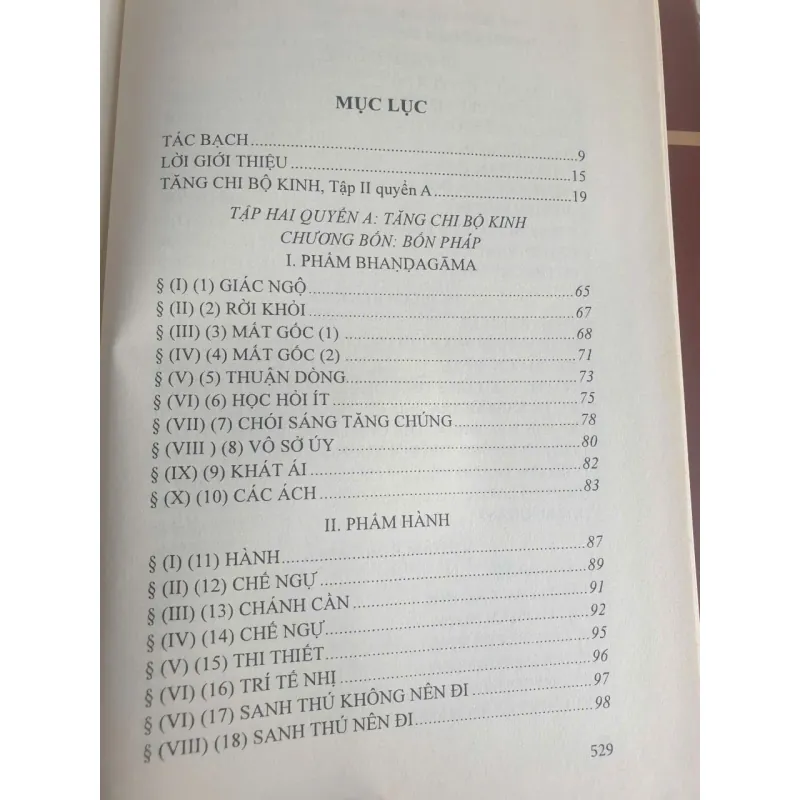 MỤC LỤC
TÁC BẠCH....................9
LỜI GIỚI THIỆU....................15
TĂNG CHI BỘ KINH, Tập II quyển A....................19
TẬP HAI QUYỂN A: TĂNG CHI BỘ KINH
CHƯƠNG BỐN: BỐN PHÁP
I. PHẨM BHAṆḌAGĀMA
§ (I) (1) GIÁC NGỘ....................65
§ (II) (2) RỜI KHỎI....................67
§ (III) (3) MẤT GỐC (1)....................68
§ (IV) (4) MẤT GỐC (2)....................71
§ (V) (5) THUẬN DÒNG....................73
§ (VI) (6) HỌC HỎI ÍT....................75
§ (VII) (7) CHÓI SÁNG TĂNG CHÚNG....................78
§ (VIII ) (8) VÔ SỞ ÚY....................80
§ (IX) (9) KHÁT ÁI....................82
§ (X) (10) CÁC ÁCH....................83
II. PHẨM HÀNH
§ (I) (11) HÀNH....................87
§ (II) (12) CHẾ NGỰ....................89
§ (III) (13) CHÁNH CẦN....................91
§ (IV) (14) CHẾ NGỰ....................92
§ (V) (15) THI THIẾT....................95
§ (VI) (16) TRÍ TẾ NHỊ....................96
§ (VI) (17) SANH THÚ KHÔNG NÊN ĐI....................97
§ (VIII) (18) SANH THÚ NÊN ĐI....................98
529